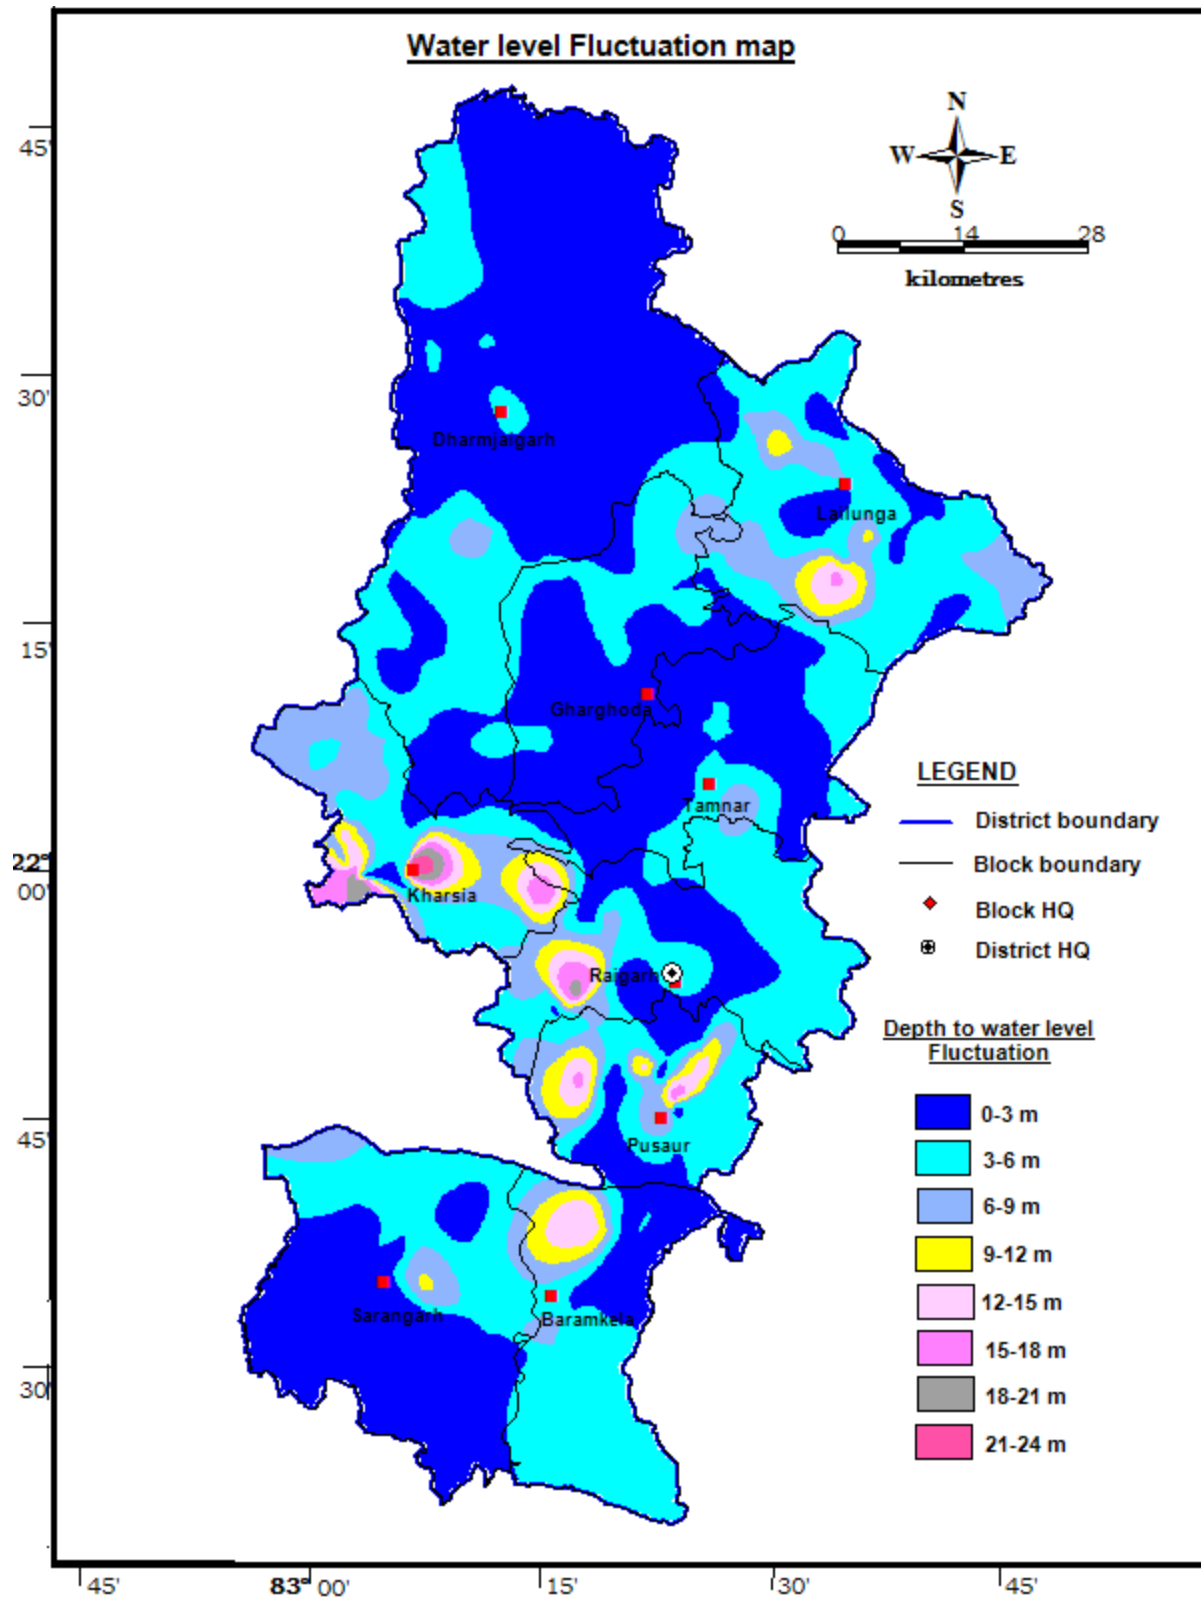 Water level Fluctuation map
N
W E
S
0 14 28
kilometres
45'
30'
15'
22°
00'
45'
30'
Dharmjaigarh
Lailunga
Gharghoda
Tamnar
Kharsia
Raigarh
Pusaur
Sarangarh
Baramkela
LEGEND
District boundary
Block boundary
Block HQ
District HQ
Depth to water level
Fluctuation
0-3 m
3-6 m
6-9 m
9-12 m
12-15 m
15-18 m
18-21 m
21-24 m
45' 83° 00' 15' 30' 45'